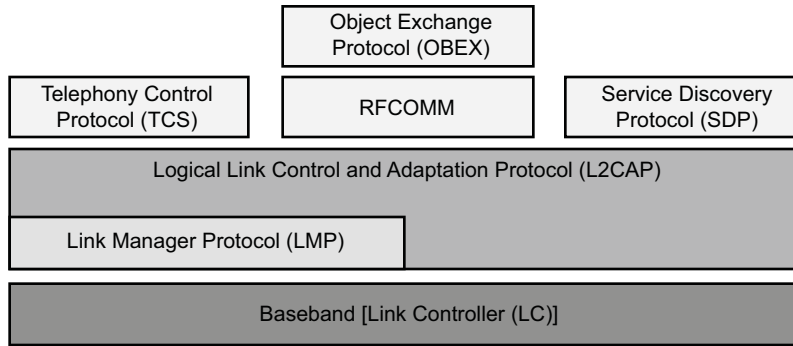 Object Exchange
Protocol (OBEX)
Telephony Control
Protocol (TCS)
RFCOMM
Service Discovery
Protocol (SDP)
Logical Link Control and Adaptation Protocol (L2CAP)
Link Manager Protocol (LMP)
Baseband [Link Controller (LC)]